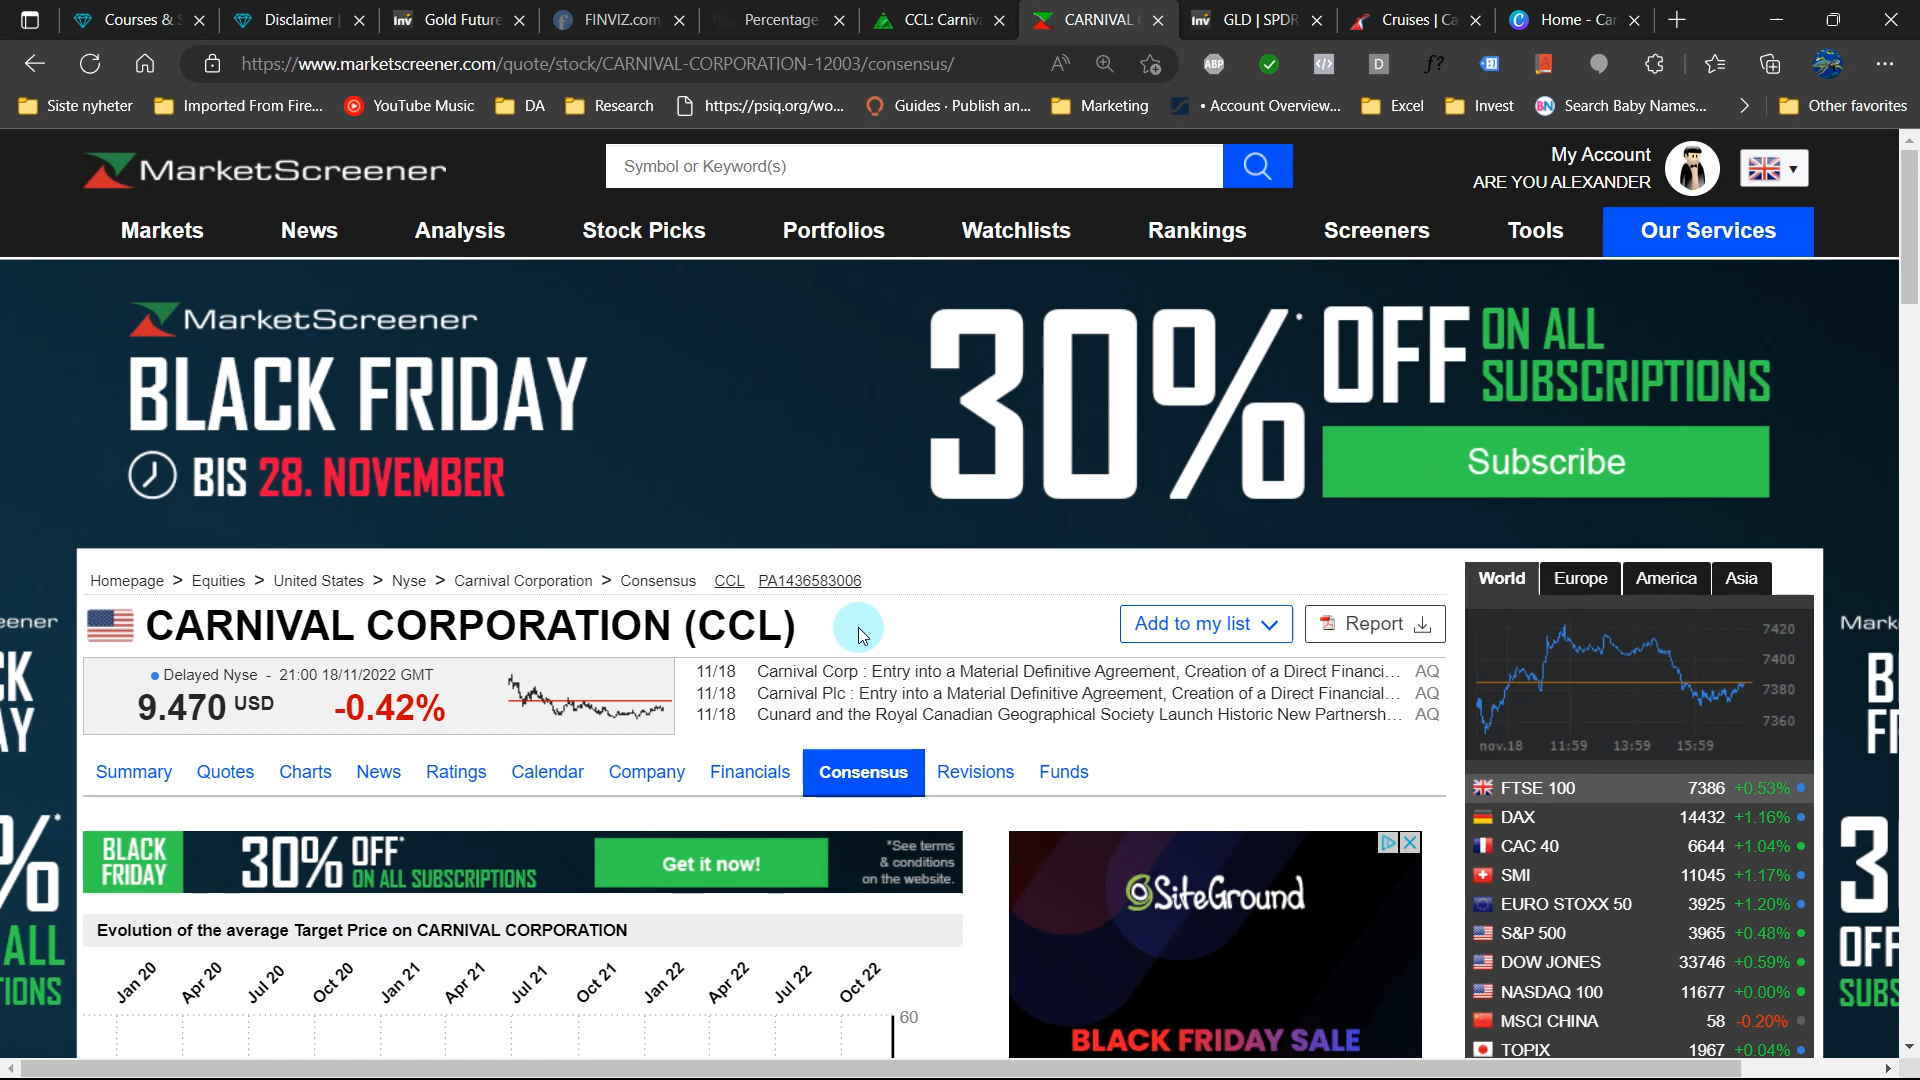 Courses & S
Disclaimer
Gold Future
FINVIZ.com
Percentage
CCL: Carniv
CARNIVAL C
GLD | SPDR
Cruises | Ca
Home - Can
https://www.marketscreener.com/quote/stock/CARNIVAL-CORPORATION-12003/consensus/
Siste nyheter
Imported From Fire...
YouTube Music
DA
Research
https://psiq.org/wo...
Guides · Publish an...
Marketing
• Account Overview...
Excel
Invest
Search Baby Names...
Other favorites
MarketScreener
Symbol or Keyword(s)
My Account
ARE YOU ALEXANDER
Markets
News
Analysis
Stock Picks
Portfolios
Watchlists
Rankings
Screeners
Tools
Our Services
MarketScreener
BLACK FRIDAY
BIS 28. NOVEMBER
30%* OFF ON ALL SUBSCRIPTIONS
Subscribe
Homepage > Equities > United States > Nyse > Carnival Corporation > Consensus CCL PA1436583006
CARNIVAL CORPORATION (CCL)
Add to my list
Report
Delayed Nyse - 21:00 18/11/2022 GMT
9.470 USD -0.42%
11/18 Carnival Corp : Entry into a Material Definitive Agreement, Creation of a Direct Financi... AQ
11/18 Carnival Plc : Entry into a Material Definitive Agreement, Creation of a Direct Financial... AQ
11/18 Cunard and the Royal Canadian Geographical Society Launch Historic New Partnersh... AQ
Summary
Quotes
Charts
News
Ratings
Calendar
Company
Financials
Consensus
Revisions
Funds
BLACK FRIDAY
30%* OFF ON ALL SUBSCRIPTIONS
Get it now!
*See terms
& conditions
on the website.
Evolution of the average Target Price on CARNIVAL CORPORATION
Jan 20 Apr 20 Jul 20 Oct 20 Jan 21 Apr 21 Jul 21 Oct 21 Jan 22 Apr 22 Jul 22 Oct 22
60
SiteGround
BLACK FRIDAY SALE
World
Europe
America
Asia
7420
7400
7380
7360
nov.18 11:59 13:59 15:59
FTSE 100 7386 +0.53%
DAX 14432 +1.16%
CAC 40 6644 +1.04%
SMI 11045 +1.17%
EURO STOXX 50 3925 +1.20%
S&P 500 3965 +0.48%
DOW JONES 33746 +0.59%
NASDAQ 100 11677 +0.00%
MSCI CHINA 58 -0.20%
TOPIX 1967 +0.04%